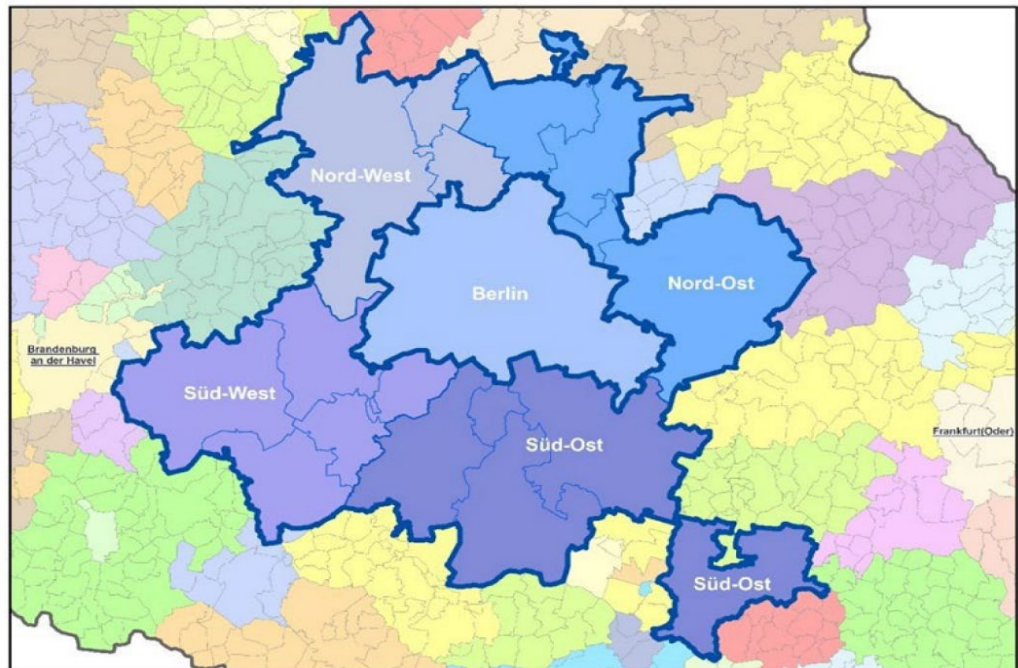 Nord-West
Nord-Ost
Berlin
Brandenburg
an der Havel
Süd-West
Süd-Ost
Frankfurt(Oder)
Süd-Ost